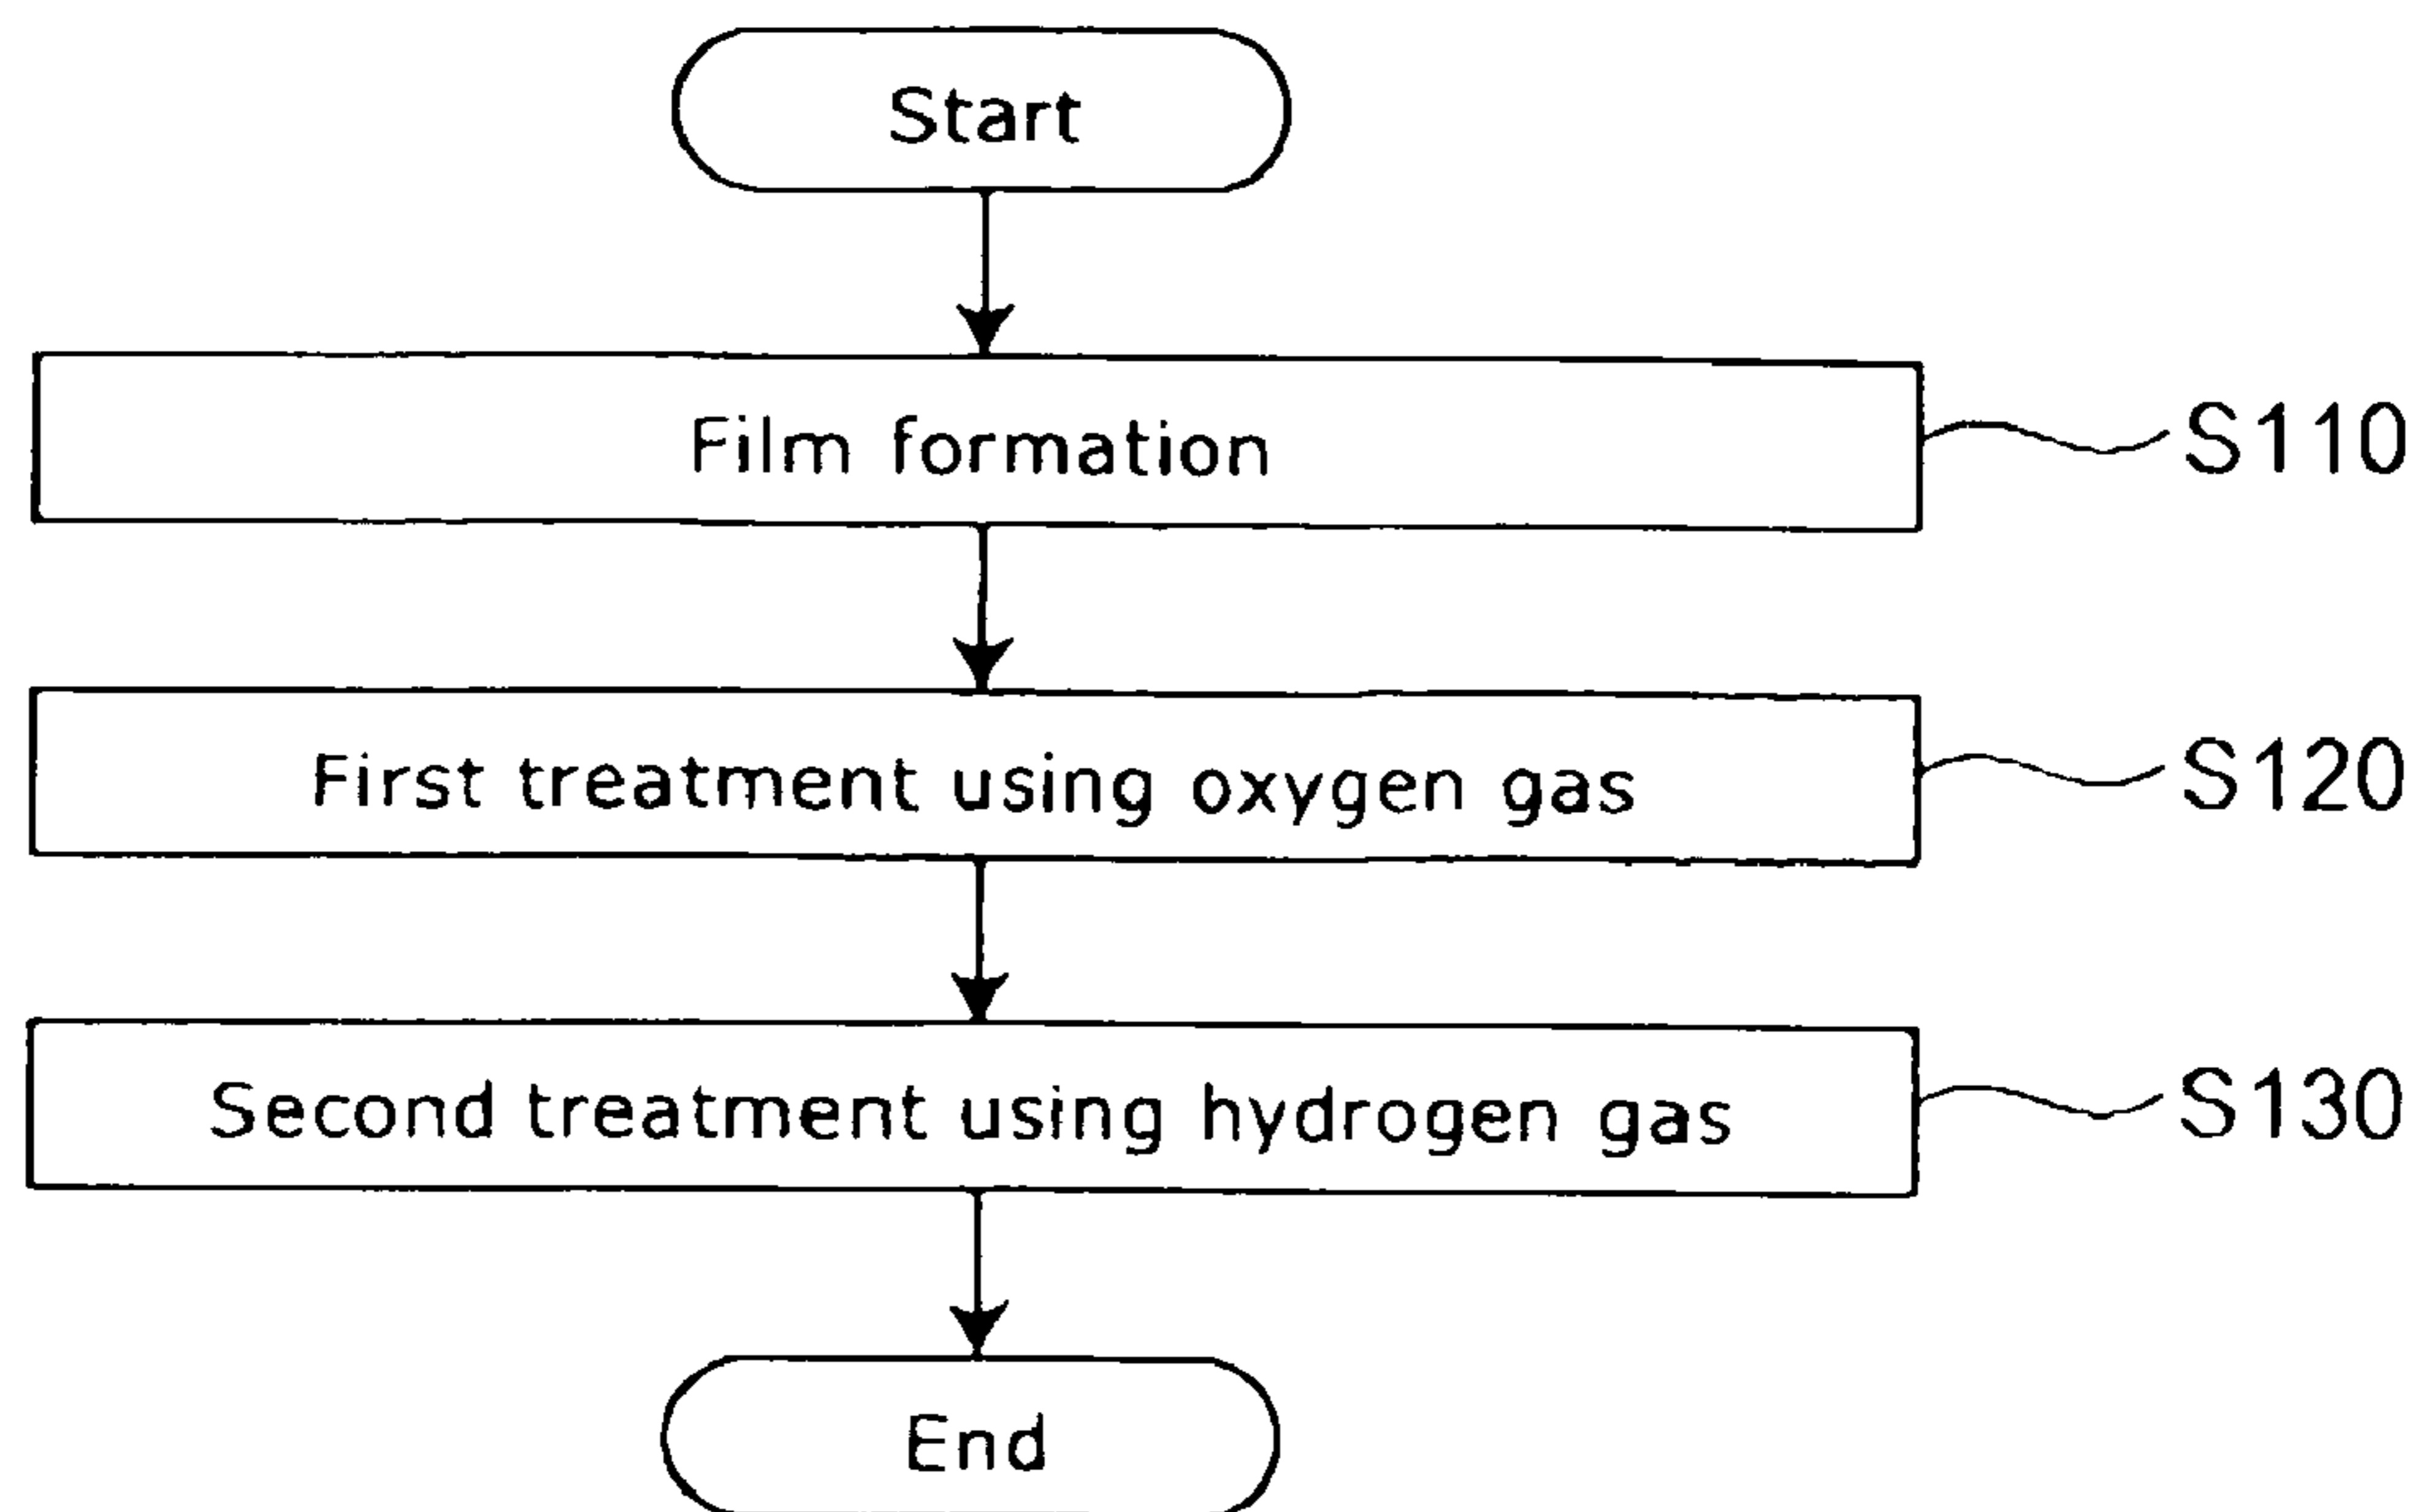 Start
Film formation
S110
First treatment using oxygen gas
S120
Second treatment using hydrogen gas
S130
End